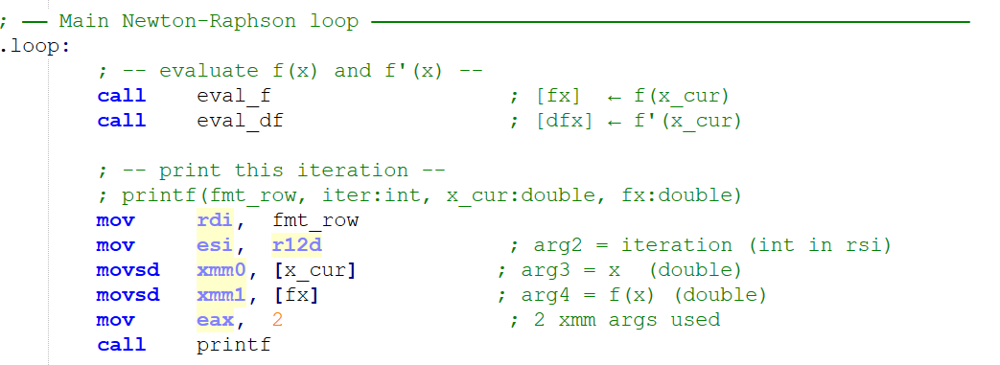 ; ── Main Newton-Raphson loop ──────────────────────────────
.loop:
; -- evaluate f(x) and f'(x) --
call eval_f ; [fx] ← f(x_cur)
call eval_df ; [dfx] ← f'(x_cur)
; -- print this iteration --
; printf(fmt_row, iter:int, x_cur:double, fx:double)
mov rdi, fmt_row
mov esi, r12d ; arg2 = iteration (int in rsi)
movsd xmm0, [x_cur] ; arg3 = x (double)
movsd xmm1, [fx] ; arg4 = f(x) (double)
mov eax, 2 ; 2 xmm args used
call printf